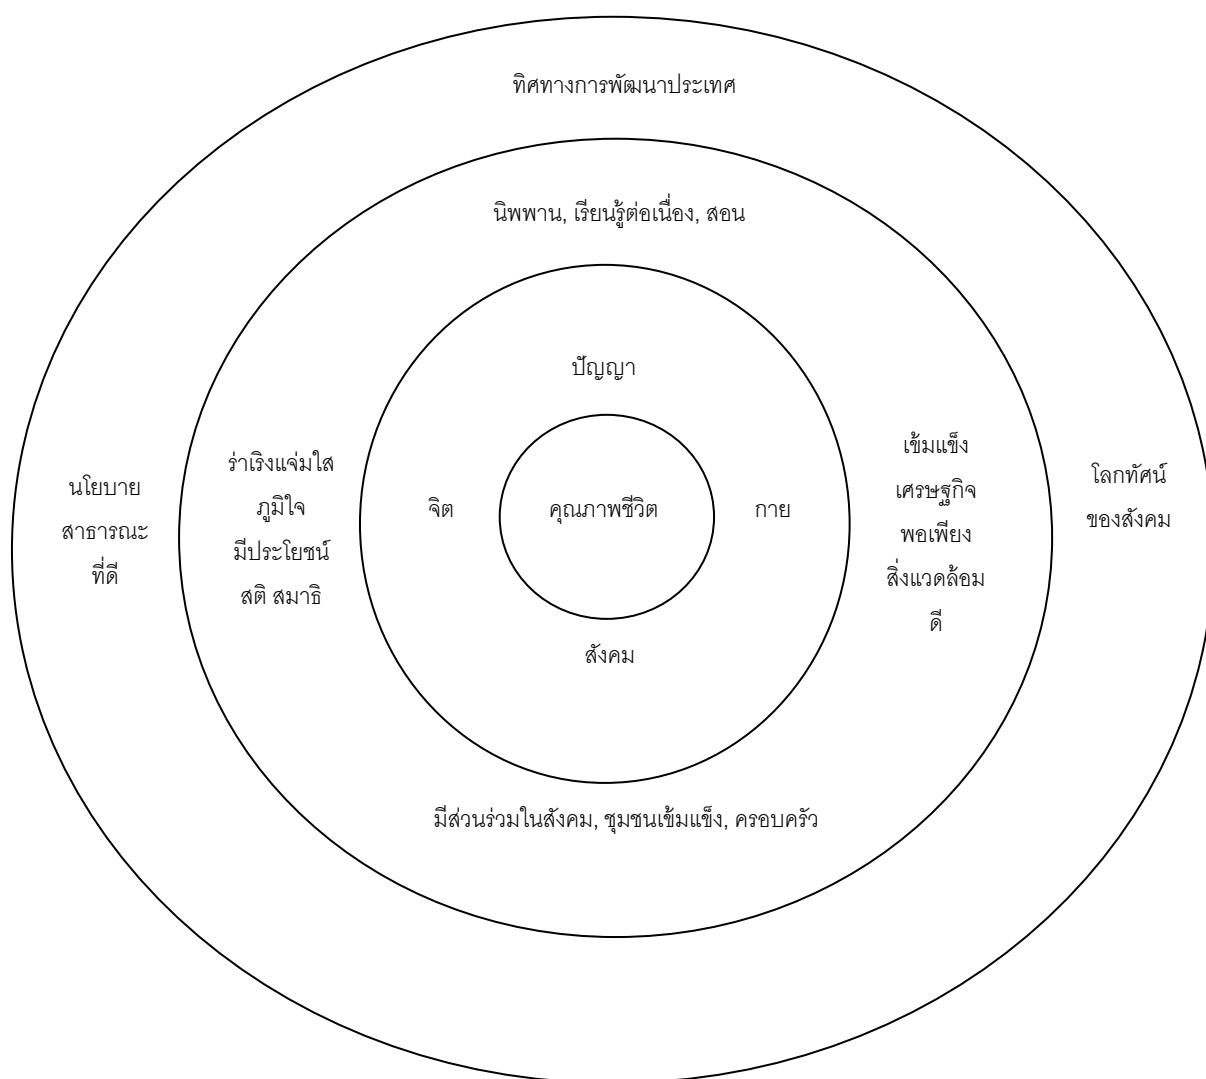 ทิศทางการพัฒนาประเทศ
นิพพาน, เรียนรู้ต่อเนื่อง, สอน
ปัญญา
นโยบาย
สาธารณะ
ที่ดี
ร่าเริงแจ่มใส
ภูมิใจ
มีประโยชน์
สติ สมาธิ
จิต
คุณภาพชีวิต
กาย
เข้มแข็ง
เศรษฐกิจ
พอเพียง
สิ่งแวดล้อม
ดี
โลกทัศน์
ของสังคม
สังคม
มีส่วนร่วมในสังคม, ชุมชนเข้มแข็ง, ครอบครัว